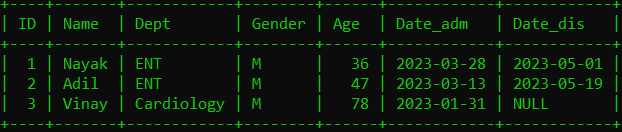 +----+-------+------------+--------+------+------------+------------+
| ID | Name  | Dept       | Gender | Age  | Date_adm   | Date_dis   |
+----+-------+------------+--------+------+------------+------------+
|  1 | Nayak | ENT        | M      |   36 | 2023-03-28 | 2023-05-01 |
|  2 | Adil  | ENT        | M      |   47 | 2023-03-13 | 2023-05-19 |
|  3 | Vinay | Cardiology | M      |   78 | 2023-01-31 | NULL       |
+----+-------+------------+--------+------+------------+------------+